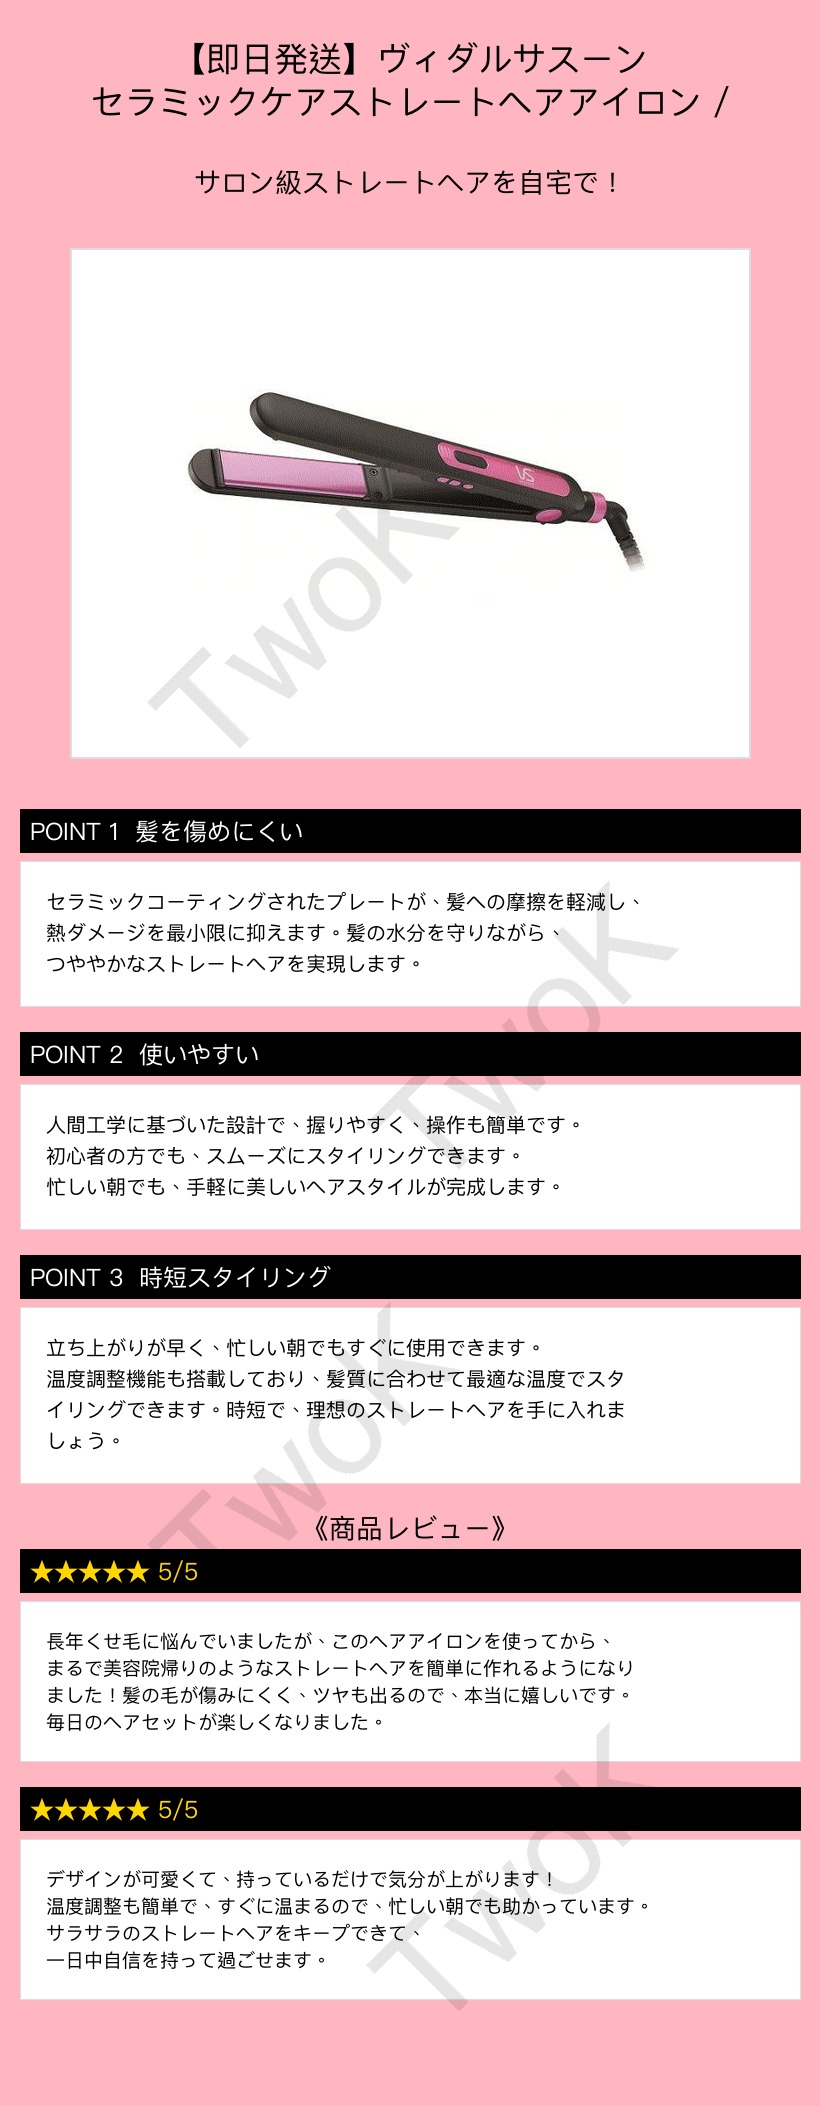 【即日発送】ヴィダルサスーン
セラミックケアストレートヘアアイロン /
サロン級ストレートヘアを自宅で！
VS
TwoK
POINT 1 髪を傷めにくい
セラミックコーティングされたプレートが、髪への摩擦を軽減し、
熱ダメージを最小限に抑えます。髪の水分を守りながら、
つややかなストレートヘアを実現します。
TwoK
POINT 2 使いやすい
人間工学に基づいた設計で、握りやすく、操作も簡単です。
初心者の方でも、スムーズにスタイリングできます。
忙しい朝でも、手軽に美しいヘアスタイルが完成します。
POINT 3 時短スタイリング
立ち上がりが早く、忙しい朝でもすぐに使用できます。
温度調整機能も搭載しており、髪質に合わせて最適な温度でスタ
イリングできます。時短で、理想のストレートヘアを手に入れま
しょう。
TwoK
《商品レビュー》
★★★★★ 5/5
長年くせ毛に悩んでいましたが、このヘアアイロンを使ってから、
まるで美容院帰りのようなストレートヘアを簡単に作れるようになり
ました！髪の毛が傷みにくく、ツヤも出るので、本当に嬉しいです。
毎日のヘアセットが楽しくなりました。
★★★★★ 5/5
デザインが可愛くて、持っているだけで気分が上がります！
温度調整も簡単で、すぐに温まるので、忙しい朝でも助かっています。
サラサラのストレートヘアをキープできて、
一日中自信を持って過ごせます。
TwoK